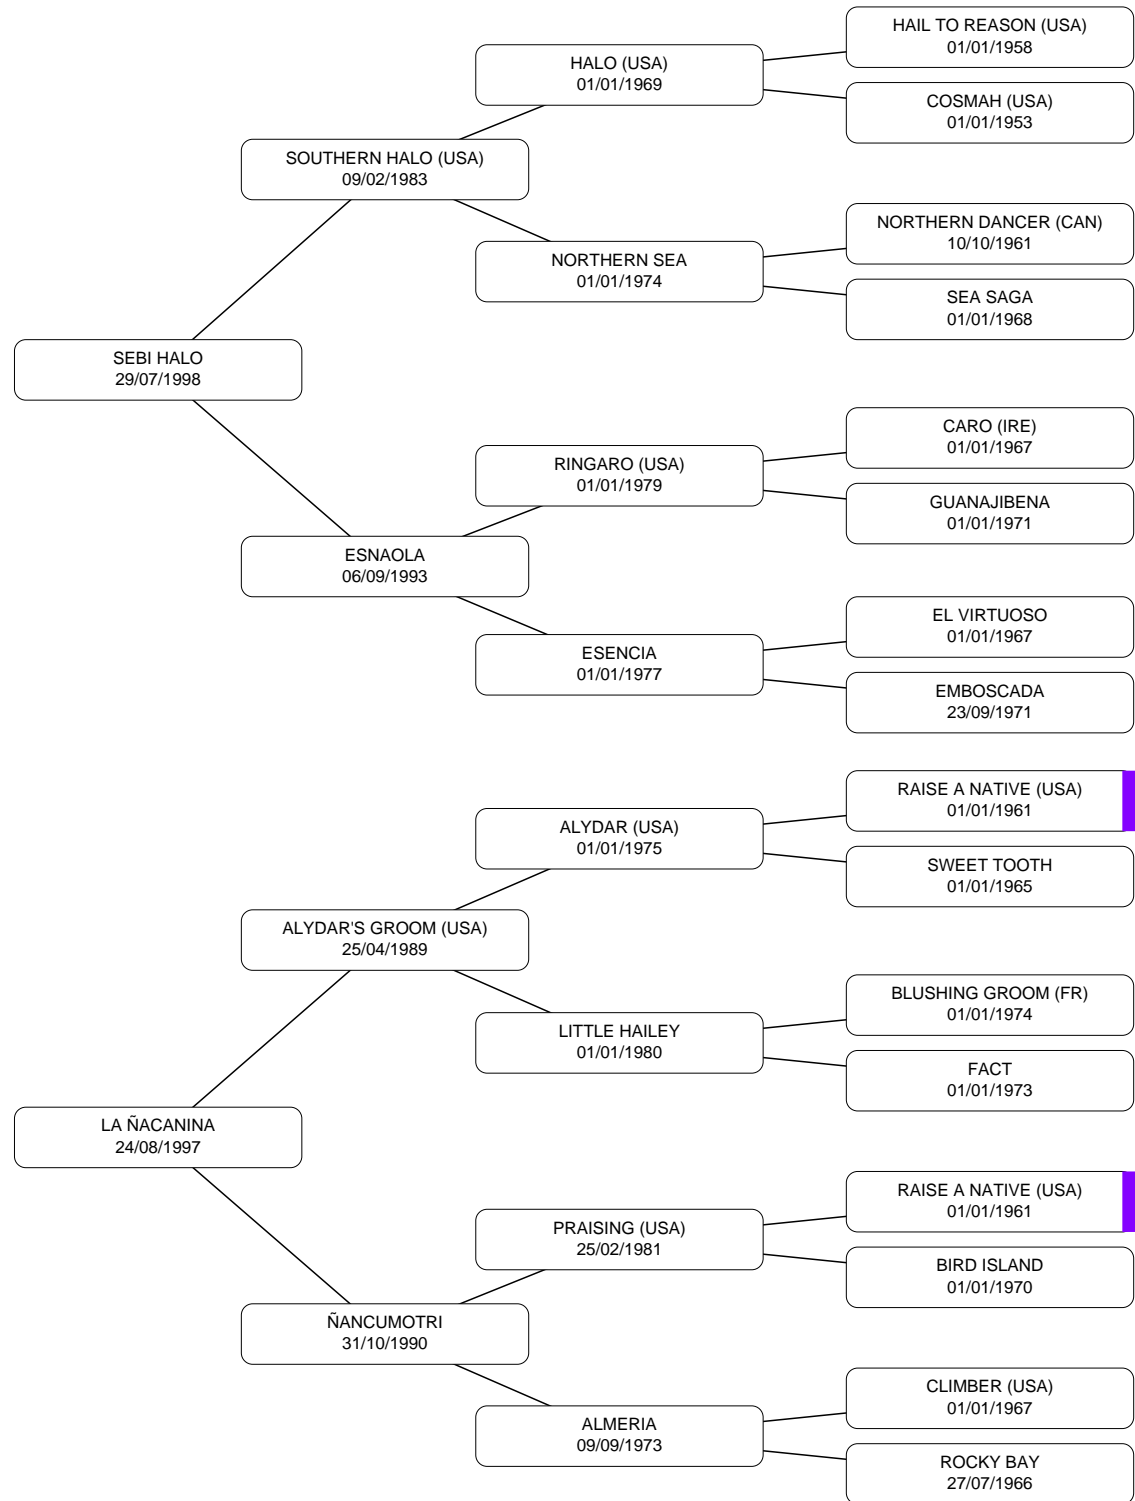 HAIL TO REASON (USA)
01/01/1958
HALO (USA)
01/01/1969
COSMAH (USA)
01/01/1953
SOUTHERN HALO (USA)
09/02/1983
NORTHERN DANCER (CAN)
10/10/1961
NORTHERN SEA
01/01/1974
SEA SAGA
01/01/1968
SEBI HALO
29/07/1998
CARO (IRE)
01/01/1967
RINGARO (USA)
01/01/1979
GUANAJIBENA
01/01/1971
ESNAOLA
06/09/1993
EL VIRTUOSO
01/01/1967
ESENCIA
01/01/1977
EMBOSCADA
23/09/1971
RAISE A NATIVE (USA)
01/01/1961
ALYDAR (USA)
01/01/1975
SWEET TOOTH
01/01/1965
ALYDAR'S GROOM (USA)
25/04/1989
BLUSHING GROOM (FR)
01/01/1974
LITTLE HAILEY
01/01/1980
FACT
01/01/1973
LA ÑACANINA
24/08/1997
RAISE A NATIVE (USA)
01/01/1961
PRAISING (USA)
25/02/1981
BIRD ISLAND
01/01/1970
ÑANCUMOTRI
31/10/1990
CLIMBER (USA)
01/01/1967
ALMERIA
09/09/1973
ROCKY BAY
27/07/1966